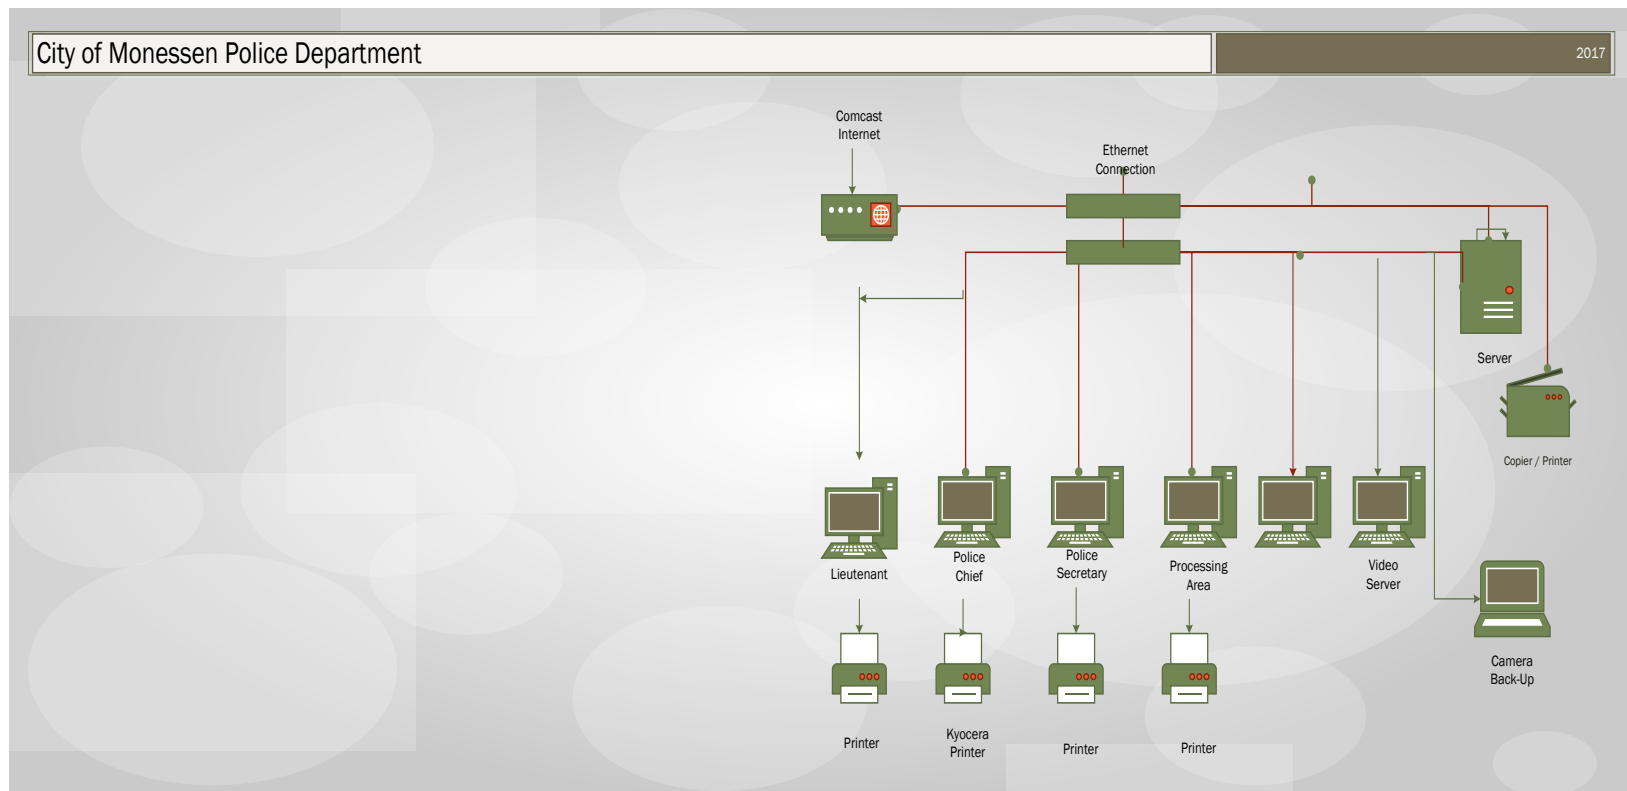 City of Monessen Police Department
2017
Comcast
Internet
Ethernet
Connection
Server
Copier / Printer
Lieutenant
Police
Chief
Police
Secretary
Processing
Area
Video
Server
Camera
Back-Up
Printer
Kyocera
Printer
Printer
Printer